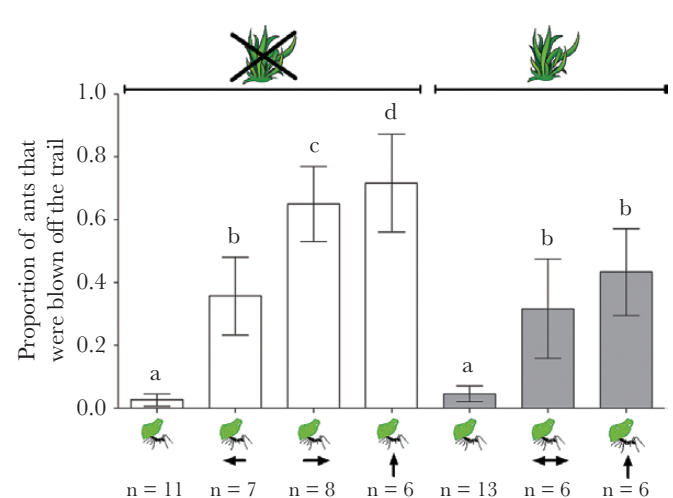 Proportion of ants that
were blown off the trail
1.0
0.8
0.6
0.4
0.2
0.0
a
b
c
d
a
b
b
n = 11
n = 7
n = 8
n = 6
n = 13
n = 6
n = 6